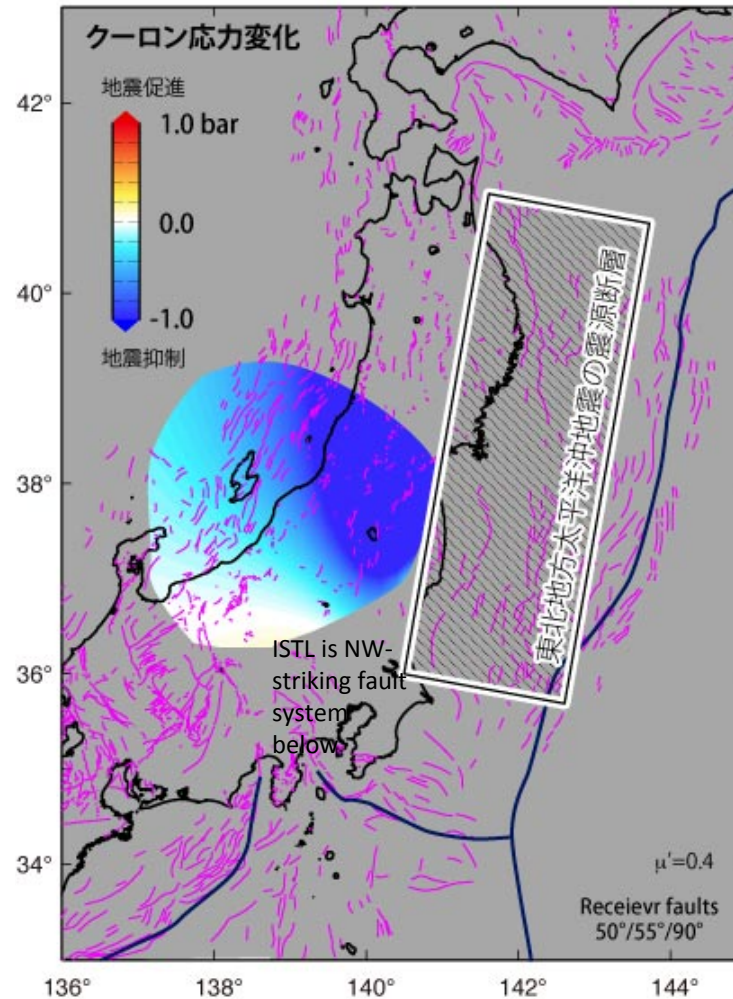 クーロン応力変化
地震促進
1.0 bar
0.0
-1.0
地震抑制
42°
40°
38°
36°
34°
東北地方太平洋沖地震の震源断層
ISTL is NW-
striking fault
system
below
μ'=0.4
Receievr faults
50°/55°/90°
136°
138°
140°
142°
144°